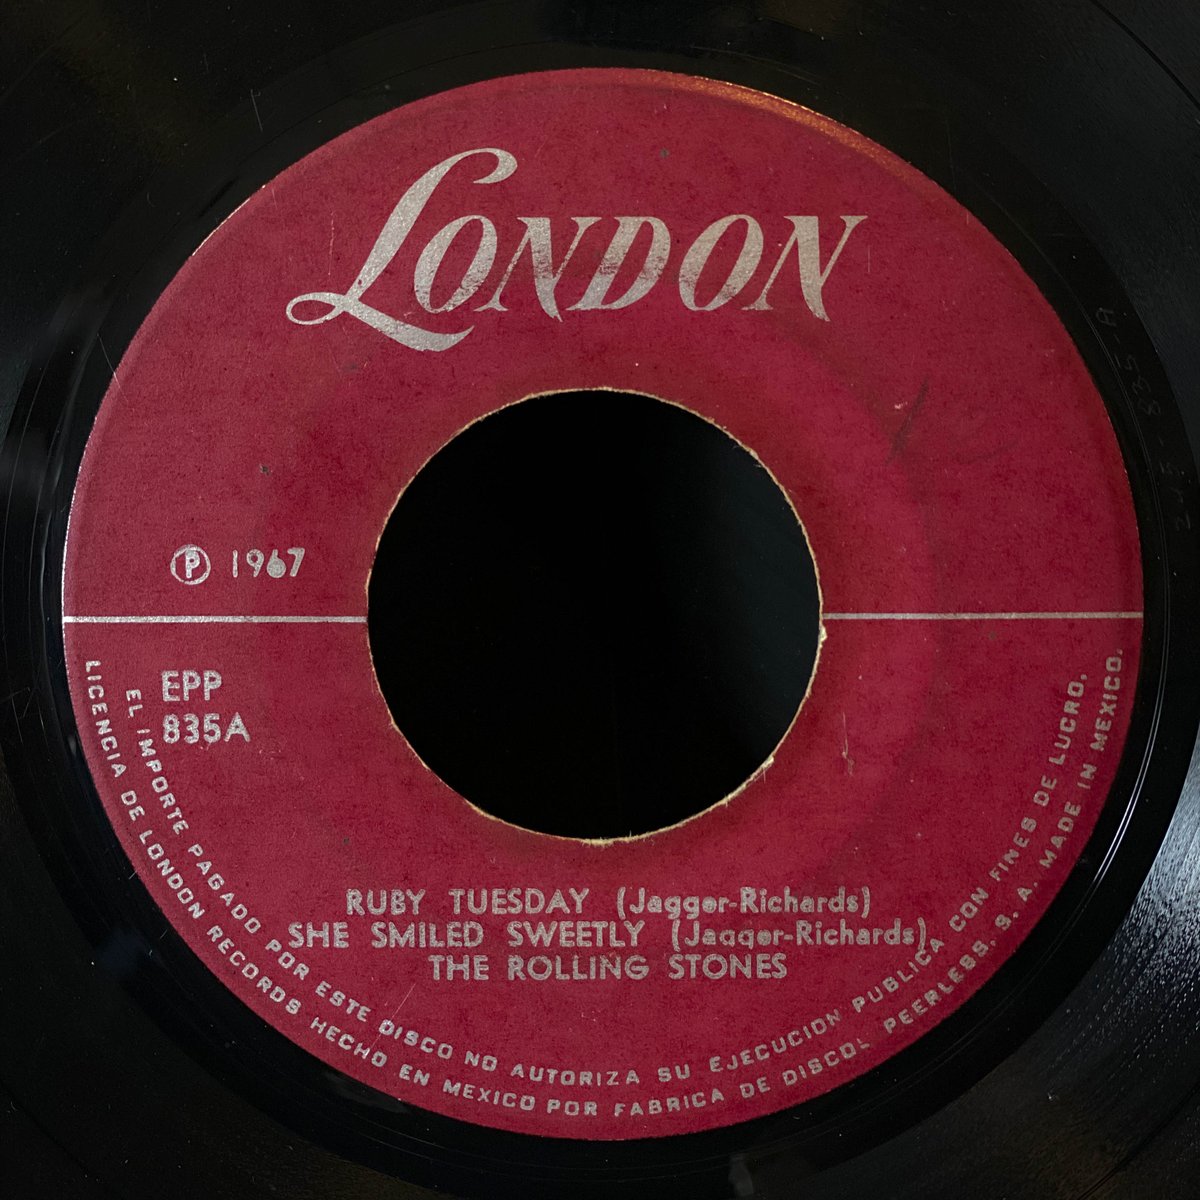 LONDON
Ⓟ 1967
EPP
835A
RUBY TUESDAY (Jagger-Richards)
SHE SMILED SWEETLY (Jagger-Richards)
THE ROLLING STONES
EL IMPORTE PAGADO POR ESTE DISCO NO AUTORIZA SU EJECUCION PUBLICA CON FINES DE LUCRO.
LICENCIA DE LONDON RECORDS HECHO EN MEXICO POR FABRICA DE DISCOS PEERLESS, S. A. MADE IN MEXICO.
835-A